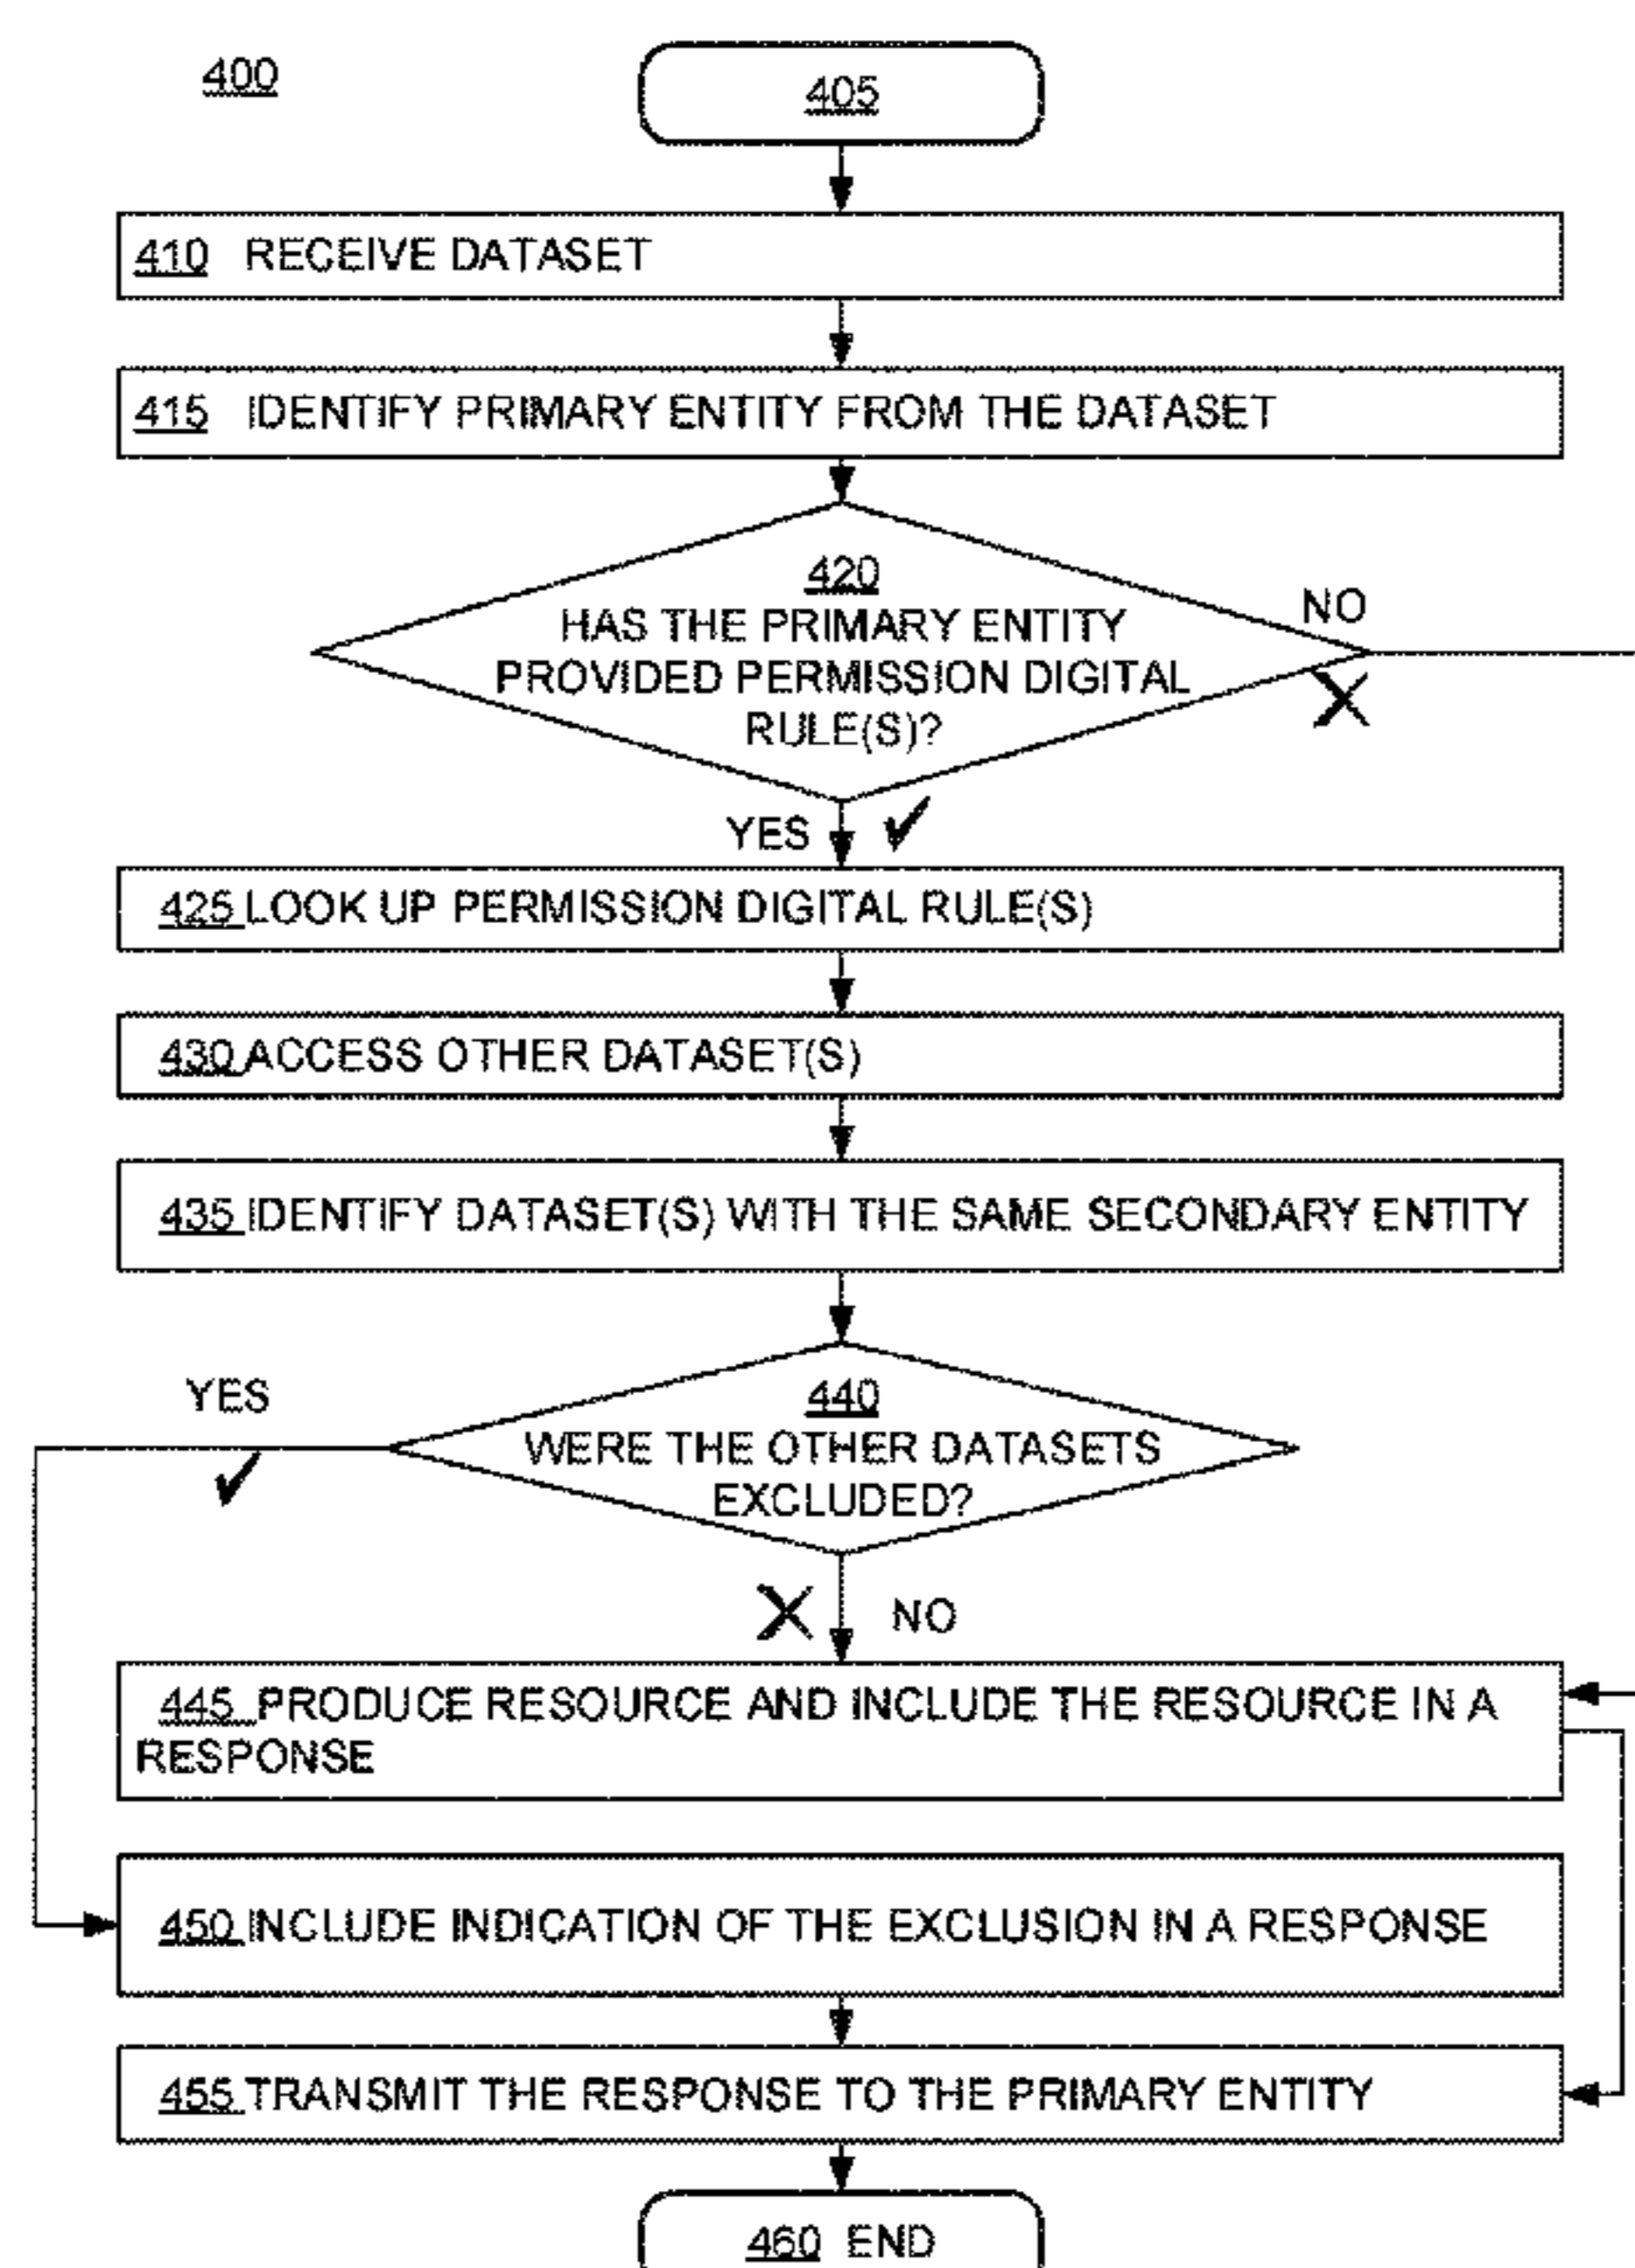 400
405
410 RECEIVE DATASET
415 IDENTIFY PRIMARY ENTITY FROM THE DATASET
420
HAS THE PRIMARY ENTITY
PROVIDED PERMISSION DIGITAL
RULE(S)?
NO
YES
425 LOOK UP PERMISSION DIGITAL RULE(S)
430 ACCESS OTHER DATASET(S)
435 IDENTIFY DATASET(S) WITH THE SAME SECONDARY ENTITY
YES
440
WERE THE OTHER DATASETS
EXCLUDED?
NO
445 PRODUCE RESOURCE AND INCLUDE THE RESOURCE IN A
RESPONSE
450 INCLUDE INDICATION OF THE EXCLUSION IN A RESPONSE
455 TRANSMIT THE RESPONSE TO THE PRIMARY ENTITY
460 END